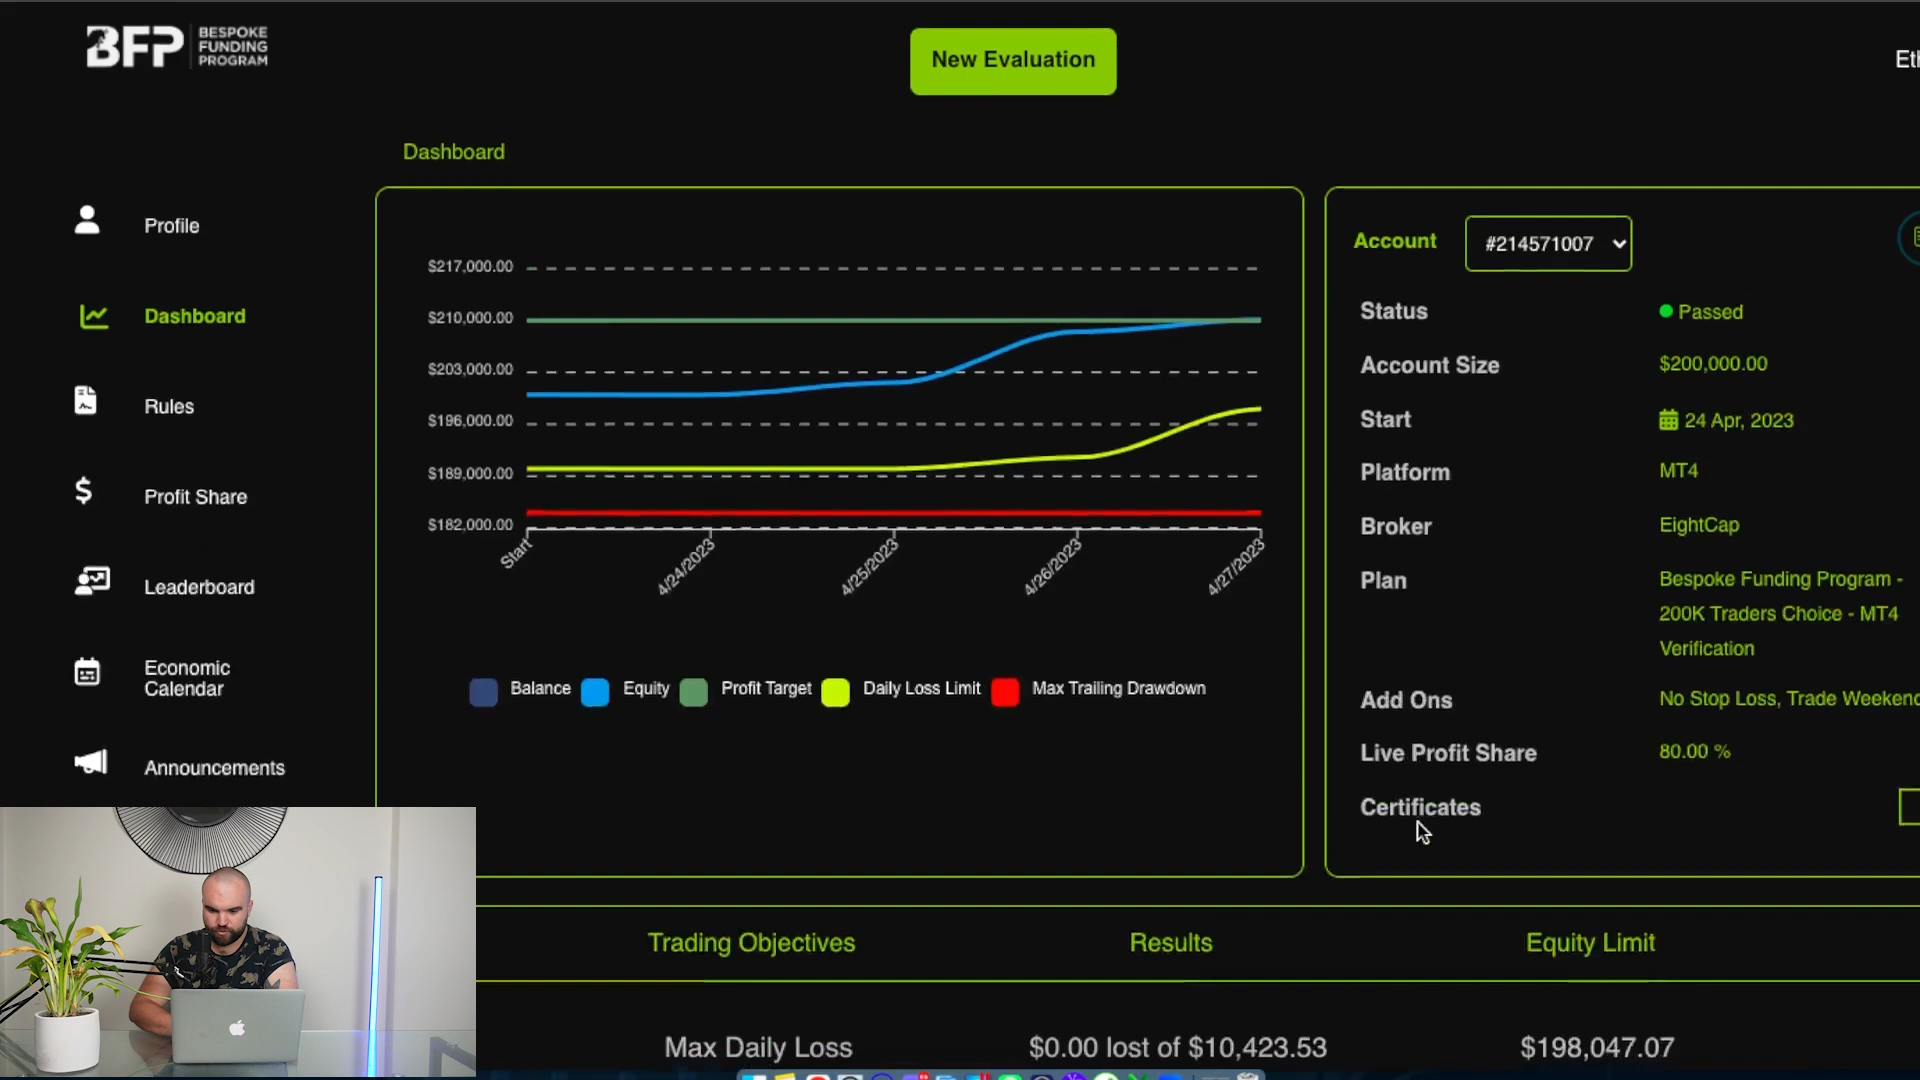 BFP BESPOKE
FUNDING
PROGRAM
New Evaluation
Dashboard
Profile
Dashboard
Rules
Profit Share
Leaderboard
Economic
Calendar
Announcements
$217,000.00
$210,000.00
$203,000.00
$196,000.00
$189,000.00
$182,000.00
Start
4/24/2023
4/25/2023
4/26/2023
4/27/2023
Balance Equity Profit Target Daily Loss Limit Max Trailing Drawdown
Account #214571007
Status Passed
Account Size $200,000.00
Start 24 Apr, 2023
Platform MT4
Broker EightCap
Plan Bespoke Funding Program -
200K Traders Choice - MT4
Verification
Add Ons No Stop Loss, Trade Weekend
Live Profit Share 80.00 %
Certificates
Trading Objectives Results Equity Limit
Max Daily Loss $0.00 lost of $10,423.53 $198,047.07